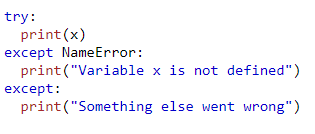 try:
  print(x)
except NameError:
  print("Variable x is not defined")
except:
  print("Something else went wrong")